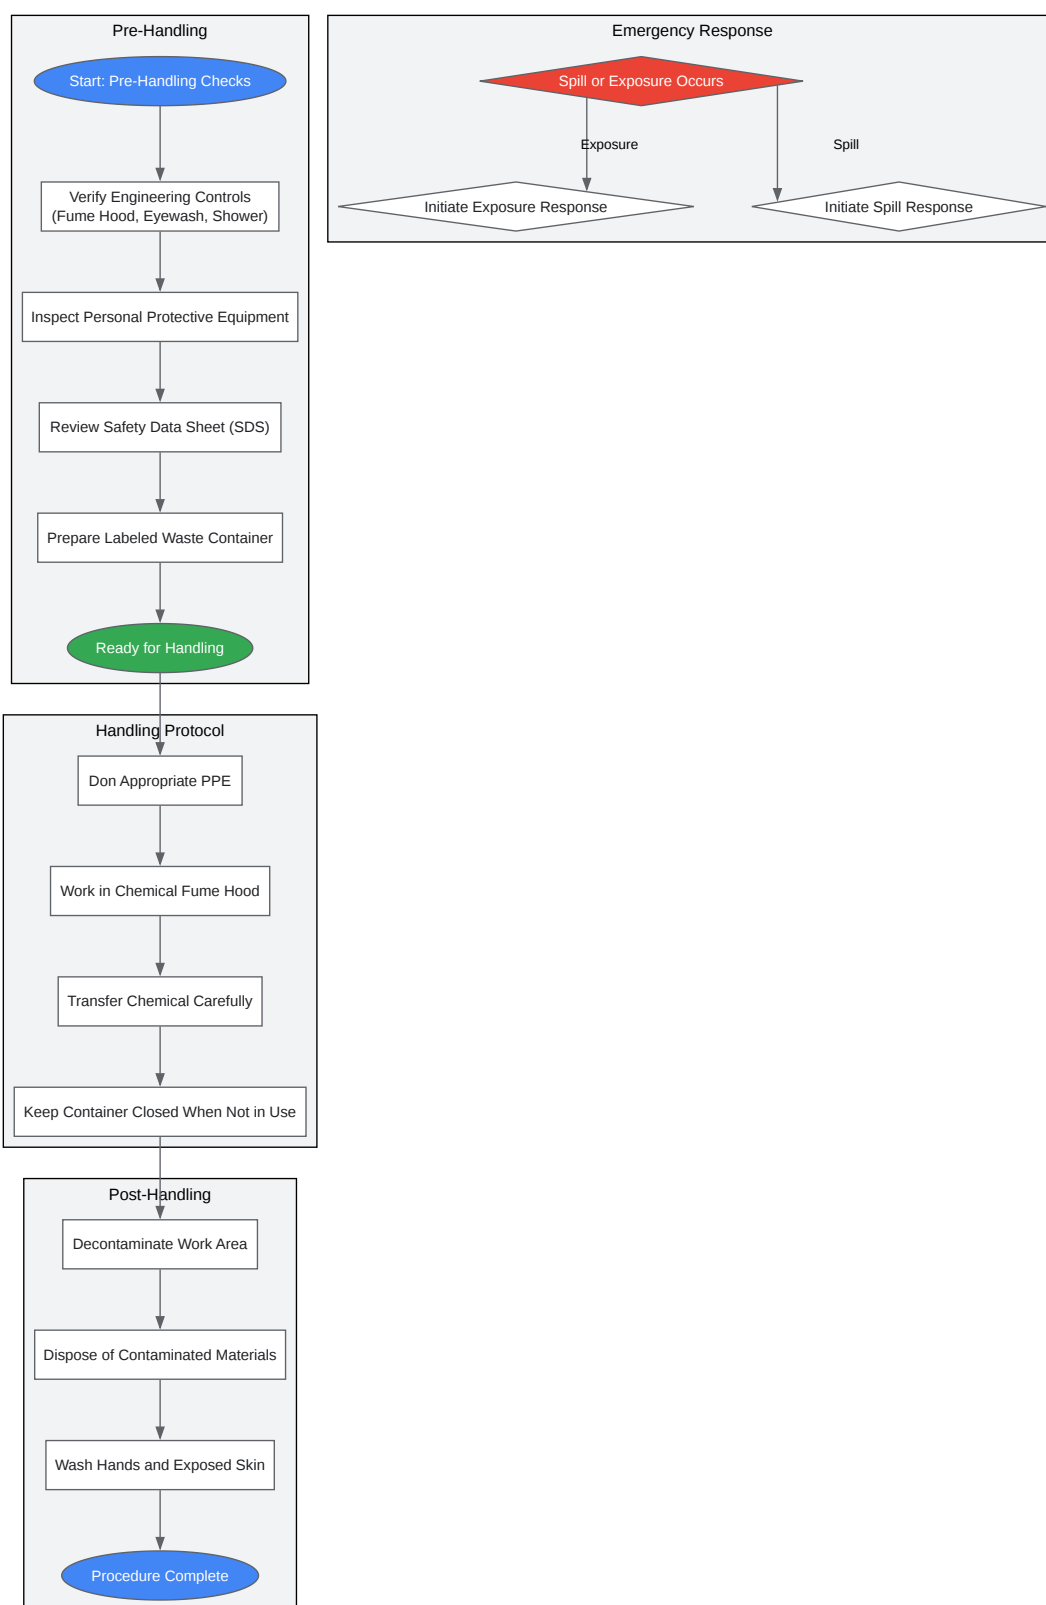 Pre-Handling
Start: Pre-Handling Checks
Verify Engineering Controls
(Fume Hood, Eyewash, Shower)
Inspect Personal Protective Equipment
Review Safety Data Sheet (SDS)
Prepare Labeled Waste Container
Ready for Handling
Handling Protocol
Don Appropriate PPE
Work in Chemical Fume Hood
Transfer Chemical Carefully
Keep Container Closed When Not in Use
Post-Handling
Decontaminate Work Area
Dispose of Contaminated Materials
Wash Hands and Exposed Skin
Procedure Complete
Emergency Response
Spill or Exposure Occurs
Exposure
Spill
Initiate Exposure Response
Initiate Spill Response